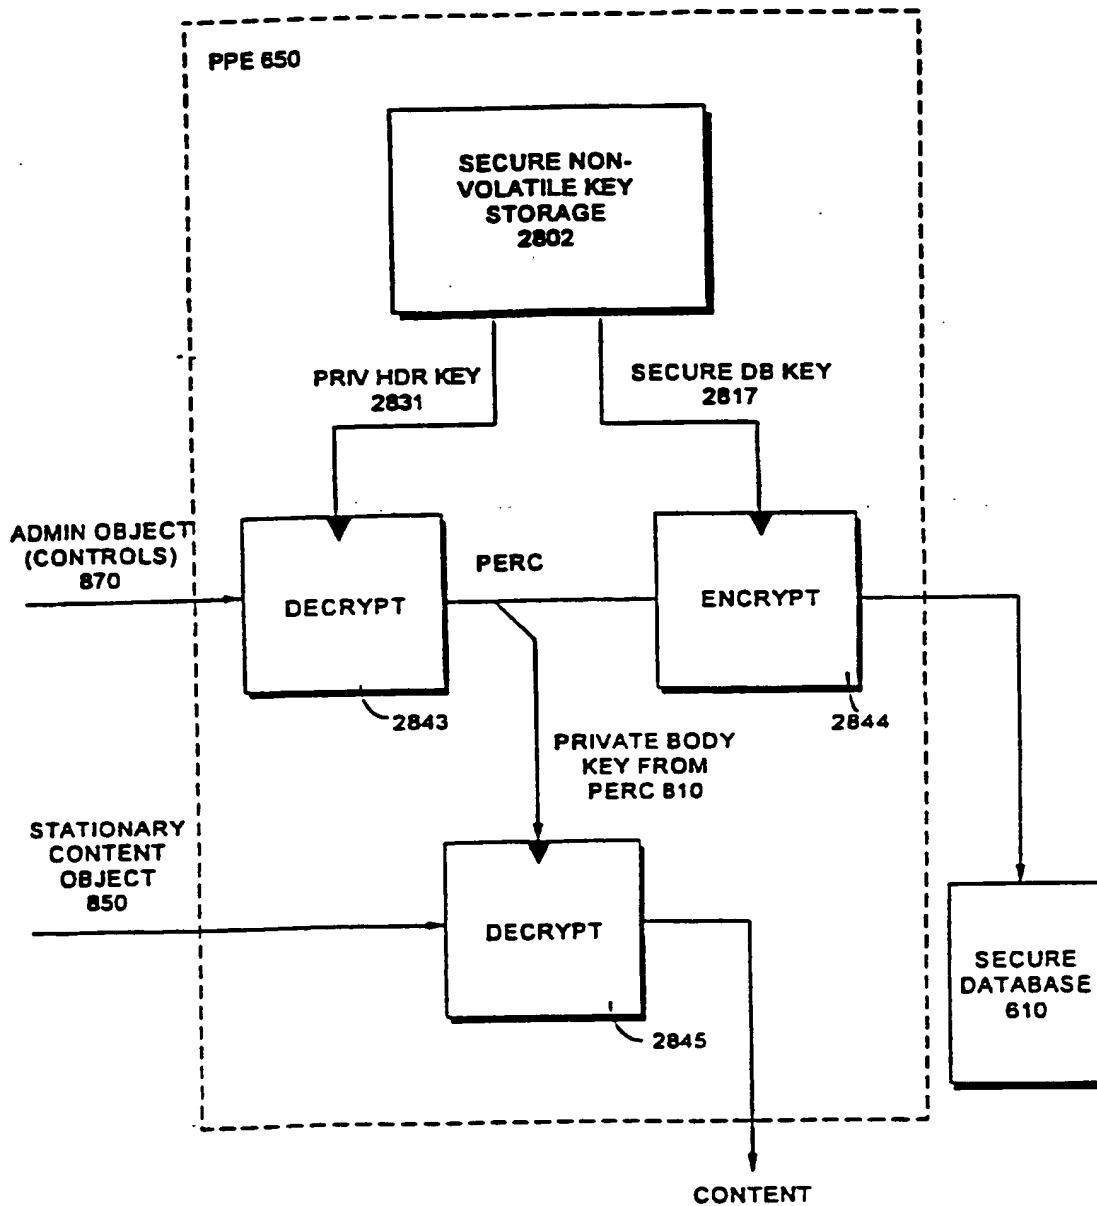 PPE 650
SECURE NON-
VOLATILE KEY
STORAGE
2802
PRIV HDR KEY
2831
SECURE DB KEY
2817
ADMIN OBJECT
(CONTROLS)
870
DECRYPT
PERC
ENCRYPT
2843
2844
PRIVATE BODY
KEY FROM
PERC 810
STATIONARY
CONTENT
OBJECT
850
DECRYPT
2845
SECURE
DATABASE
610
CONTENT